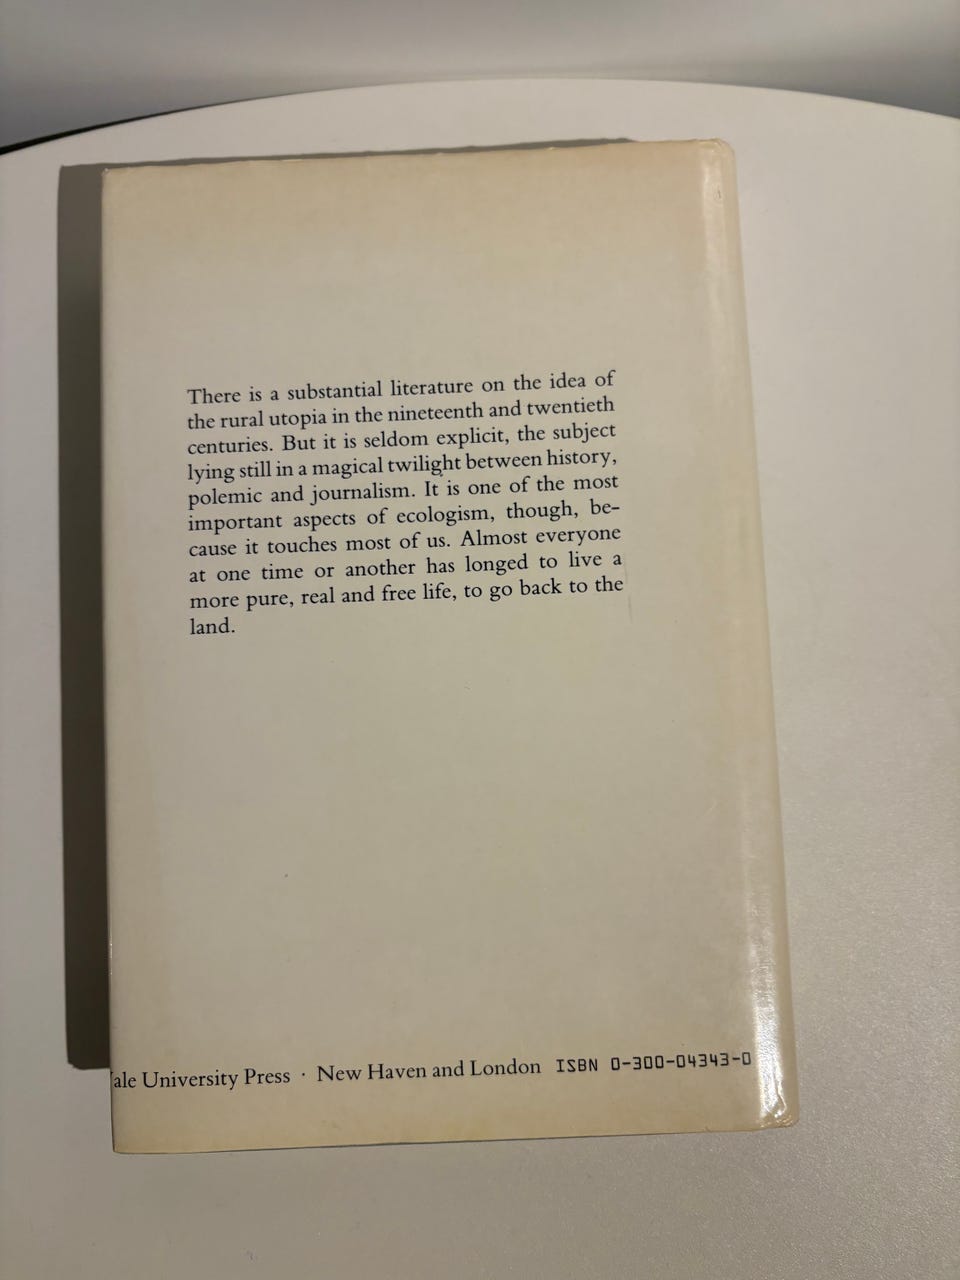 There is a substantial literature on the idea of
the rural utopia in the nineteenth and twentieth
centuries. But it is seldom explicit, the subject
lying still in a magical twilight between history,
polemic and journalism. It is one of the most
important aspects of ecologism, though, be-
cause it touches most of us. Almost everyone
at one time or another has longed to live a
more pure, real and free life, to go back to the
land.
ale University Press · New Haven and London ISBN 0-300-04343-0